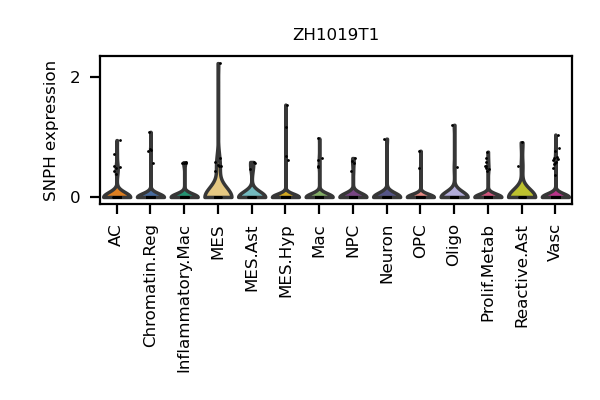 ZH1019T1
SNPH expression
2
0
AC
Chromatin.Reg
Inflammatory.Mac
MES
MES.Ast
MES.Hyp
Mac
NPC
Neuron
OPC
Oligo
Prolif.Metab
Reactive.Ast
Vasc